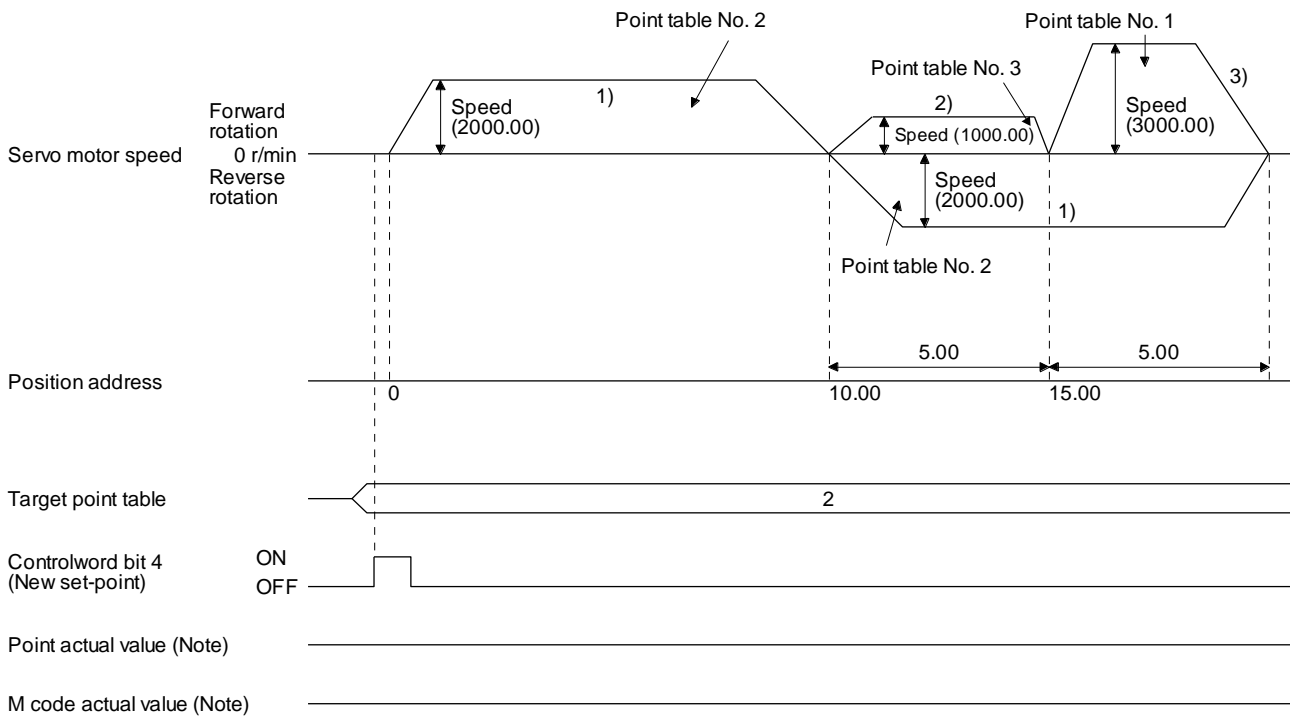 Point table No. 2
Point table No. 1
Point table No. 3
1)
2)
3)
Speed
(2000.00)
Speed (1000.00)
Speed
(3000.00)
Forward
rotation
Servo motor speed 0 r/min
Reverse
rotation
Speed
(2000.00)
1)
Point table No. 2
5.00 5.00
Position address
0 10.00 15.00
Target point table 2
Controlword bit 4
(New set-point)
ON
OFF
Point actual value (Note)
M code actual value (Note)